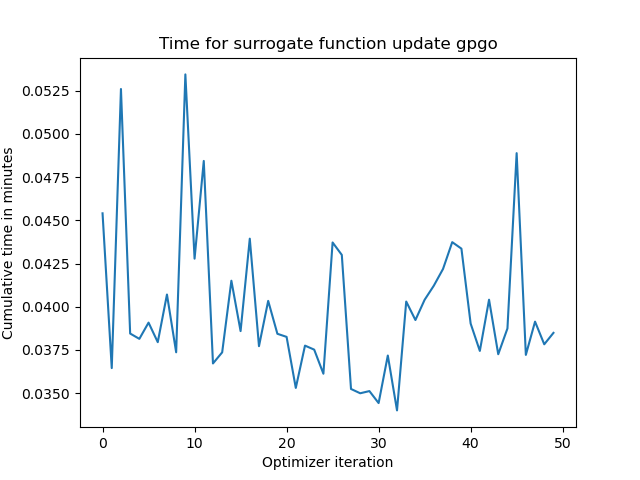 Time for surrogate function update gpgo
Cumulative time in minutes
0.0525
0.0500
0.0475
0.0450
0.0425
0.0400
0.0375
0.0350
0 10 20 30 40 50
Optimizer iteration